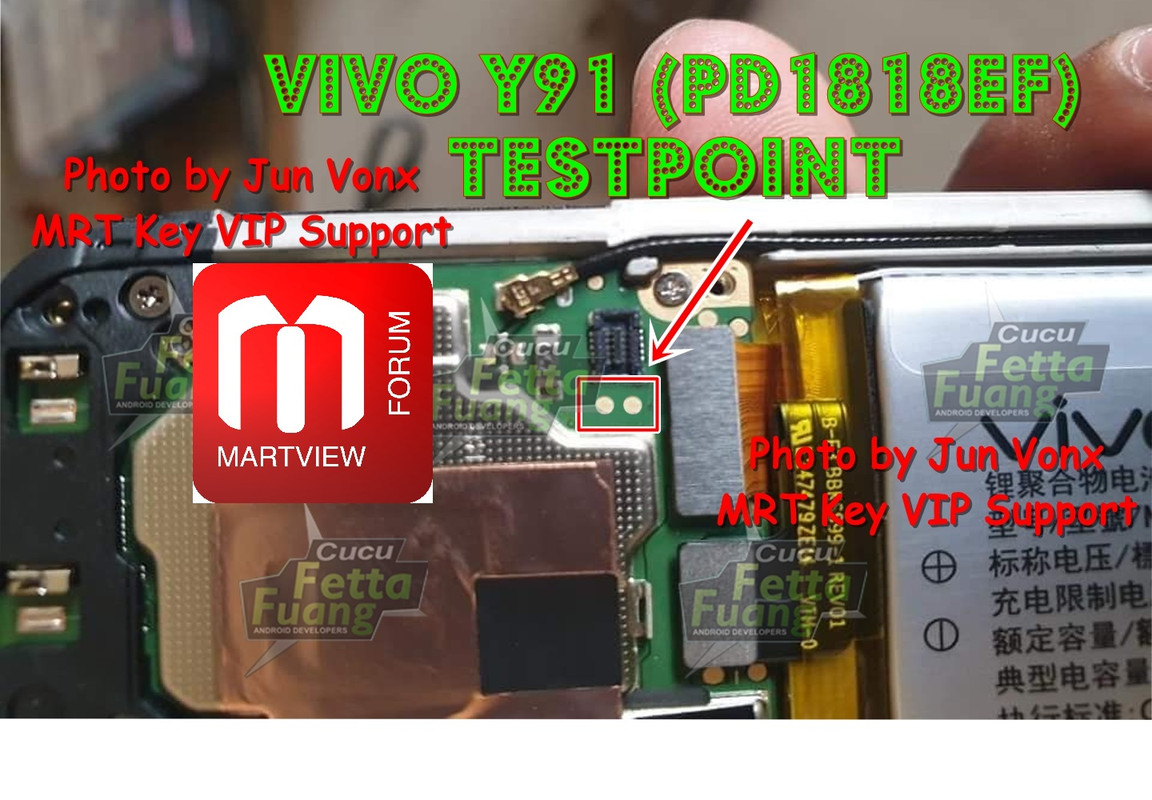 VIVO Y91 (PD1818EF)
TESTPOINT
Photo by Jun Vonx
MRT Key VIP Support
FORUM
MARTVIEW
Cucu
Fetta
Fuang
ANDROID DEVELOPERS
Cucu
Fetta
Fuang
ANDROID DEVELOPERS
Cucu
Fetta
Fuang
ANDROID DEVELOPERS
vivo
Photo by Jun Vonx
MRT Key VIP Support
锂聚合物电池
标称电压/標
充电限制电
额定容量/額
典型电容量
执行标准:
REV01
Cucu
Fetta
Fuang
ANDROID DEVELOPERS
Cucu
Fetta
Fuang
ANDROID DEVELOPERS